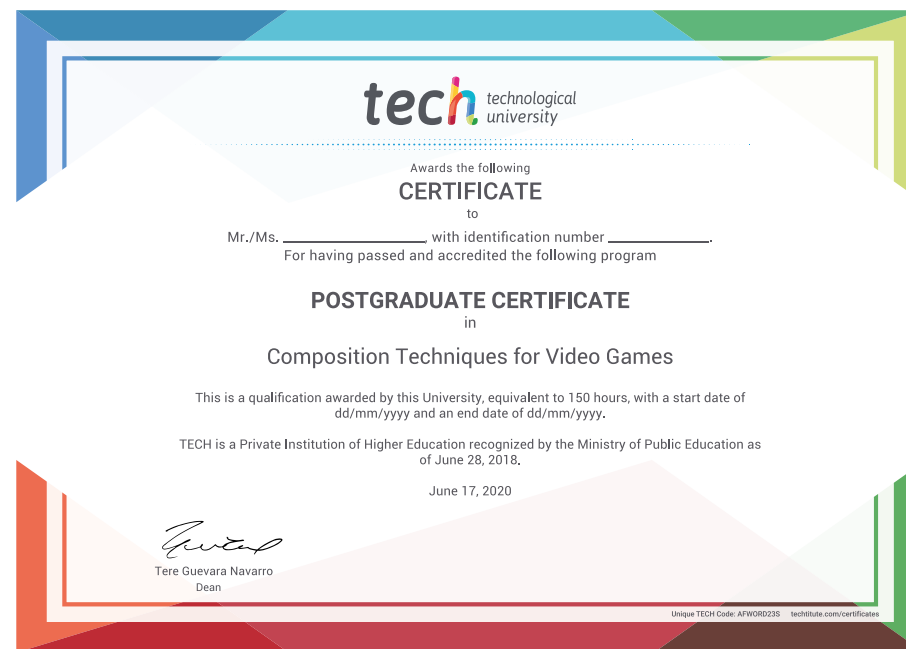 tech technological
university
Awards the following
CERTIFICATE
to
Mr./Ms. ____________________, with identification number ______________.
For having passed and accredited the following program
POSTGRADUATE CERTIFICATE
in
Composition Techniques for Video Games
This is a qualification awarded by this University, equivalent to 150 hours, with a start date of
dd/mm/yyyy and an end date of dd/mm/yyyy.
TECH is a Private Institution of Higher Education recognized by the Ministry of Public Education as
of June 28, 2018.
June 17, 2020
Tere Guevara Navarro
Dean
Unique TECH Code: AFWORD23S techtitute.com/certificates